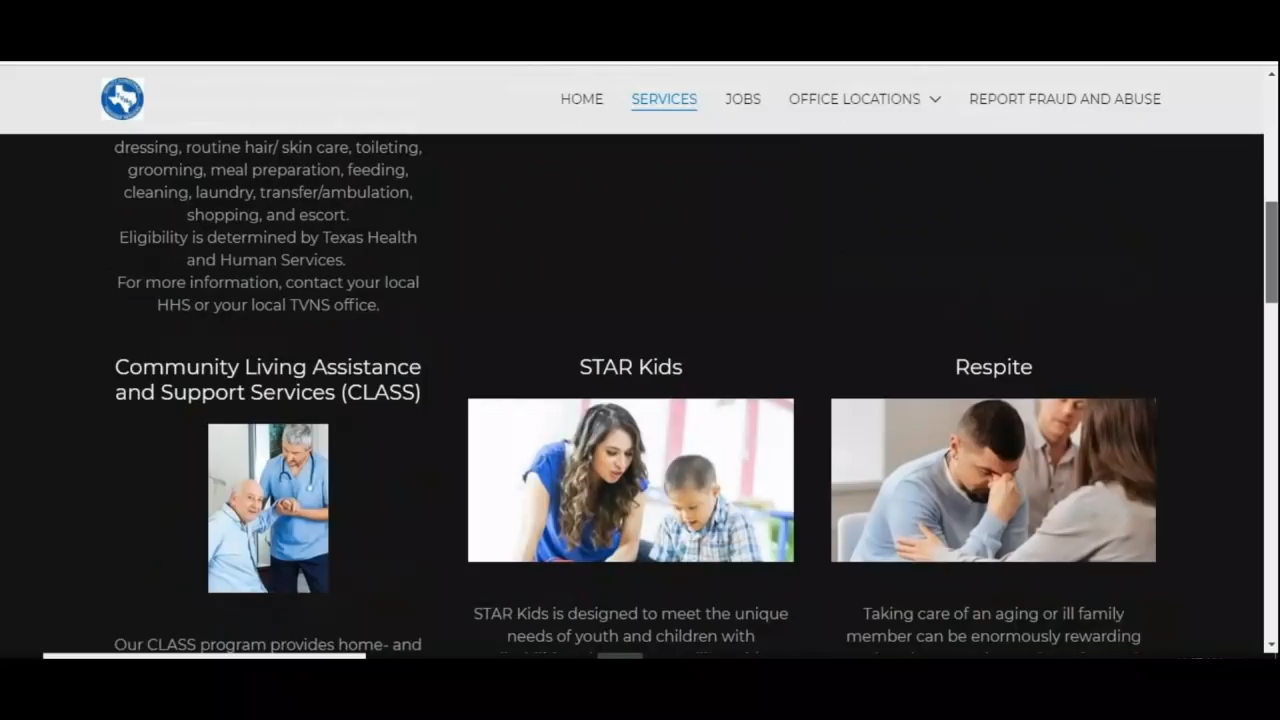 HOME SERVICES JOBS OFFICE LOCATIONS REPORT FRAUD AND ABUSE
dressing, routine hair/ skin care, toileting,
grooming, meal preparation, feeding,
cleaning, laundry, transfer/ambulation,
shopping, and escort.
Eligibility is determined by Texas Health
and Human Services.
For more information, contact your local
HHS or your local TVNS office.
Community Living Assistance
and Support Services (CLASS)
Our CLASS program provides home- and
STAR Kids
STAR Kids is designed to meet the unique
needs of youth and children with
Respite
Taking care of an aging or ill family
member can be enormously rewarding